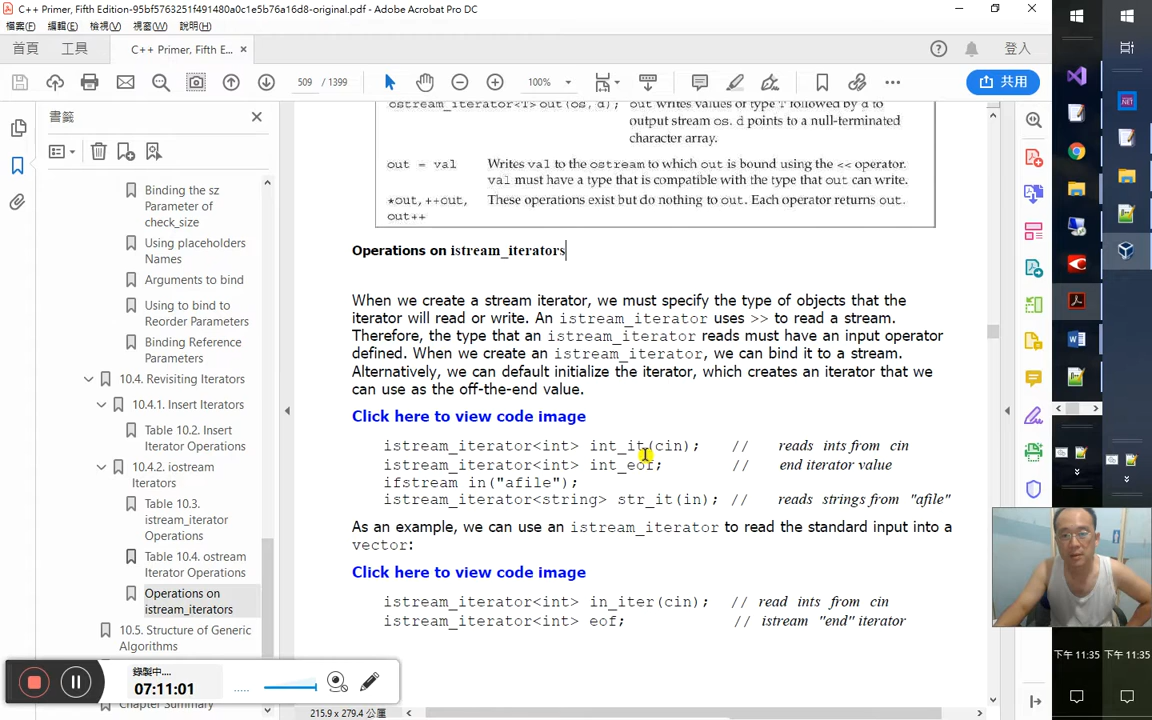 C++ Primer, Fifth Edition-95bf5763251f491480a0c1e5b76a16d8-original.pdf - Adobe Acrobat Pro DC
檔案(F) 編輯(E) 檢視(V) 視窗(W) 說明(H)
首頁 工具 C++ Primer, Fifth E... × 登入
509 / 1399 100% 共用
書籤
Binding the sz
Parameter of
check_size
Using placeholders
Names
Arguments to bind
Using to bind to
Reorder Parameters
Binding Reference
Parameters
10.4. Revisiting Iterators
10.4.1. Insert Iterators
Table 10.2. Insert
Iterator Operations
10.4.2. iostream
Iterators
Table 10.3.
istream_iterator
Operations
Table 10.4. ostream
Iterator Operations
Operations on
istream_iterators
10.5. Structure of Generic
Algorithms
Chapter Summary
ostream_iterator<T> out(os, d); out writes values of type T followed by d to
output stream os. d points to a null-terminated
character array.
out = val Writes val to the ostream to which out is bound using the << operator.
val must have a type that is compatible with the type that out can write.
*out, ++out, These operations exist but do nothing to out. Each operator returns out.
out++
Operations on istream_iterators
When we create a stream iterator, we must specify the type of objects that the
iterator will read or write. An istream_iterator uses >> to read a stream.
Therefore, the type that an istream_iterator reads must have an input operator
defined. When we create an istream_iterator, we can bind it to a stream.
Alternatively, we can default initialize the iterator, which creates an iterator that we
can use as the off-the-end value.
Click here to view code image
istream_iterator<int> int_it(cin); // reads ints from cin
istream_iterator<int> int_eof; // end iterator value
ifstream in("afile");
istream_iterator<string> str_it(in); // reads strings from "afile"
As an example, we can use an istream_iterator to read the standard input into a
vector:
Click here to view code image
istream_iterator<int> in_iter(cin); // read ints from cin
istream_iterator<int> eof; // istream "end" iterator
錄製中....
07:11:01
215.9 x 279.4 公釐
下午 11:35 下午 11:35